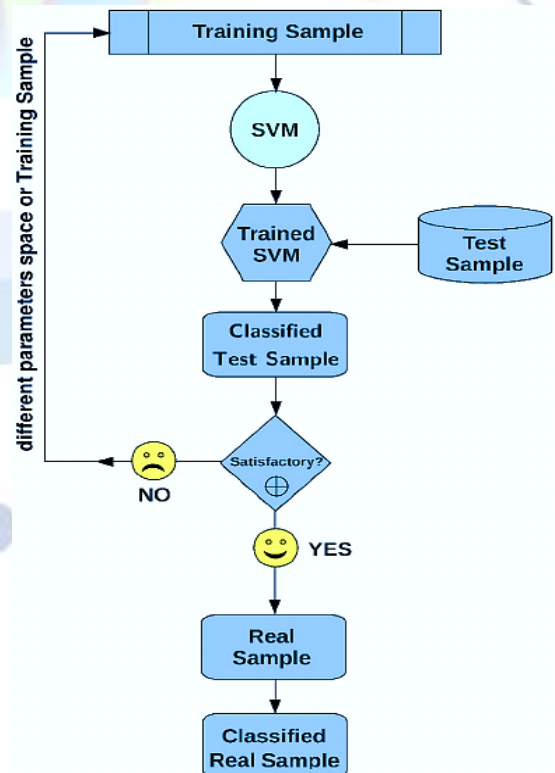 Training Sample
different parameters space or Training Sample
SVM
Trained
SVM
Test
Sample
Classified
Test Sample
Satisfactory?
NO
YES
Real
Sample
Classified
Real Sample